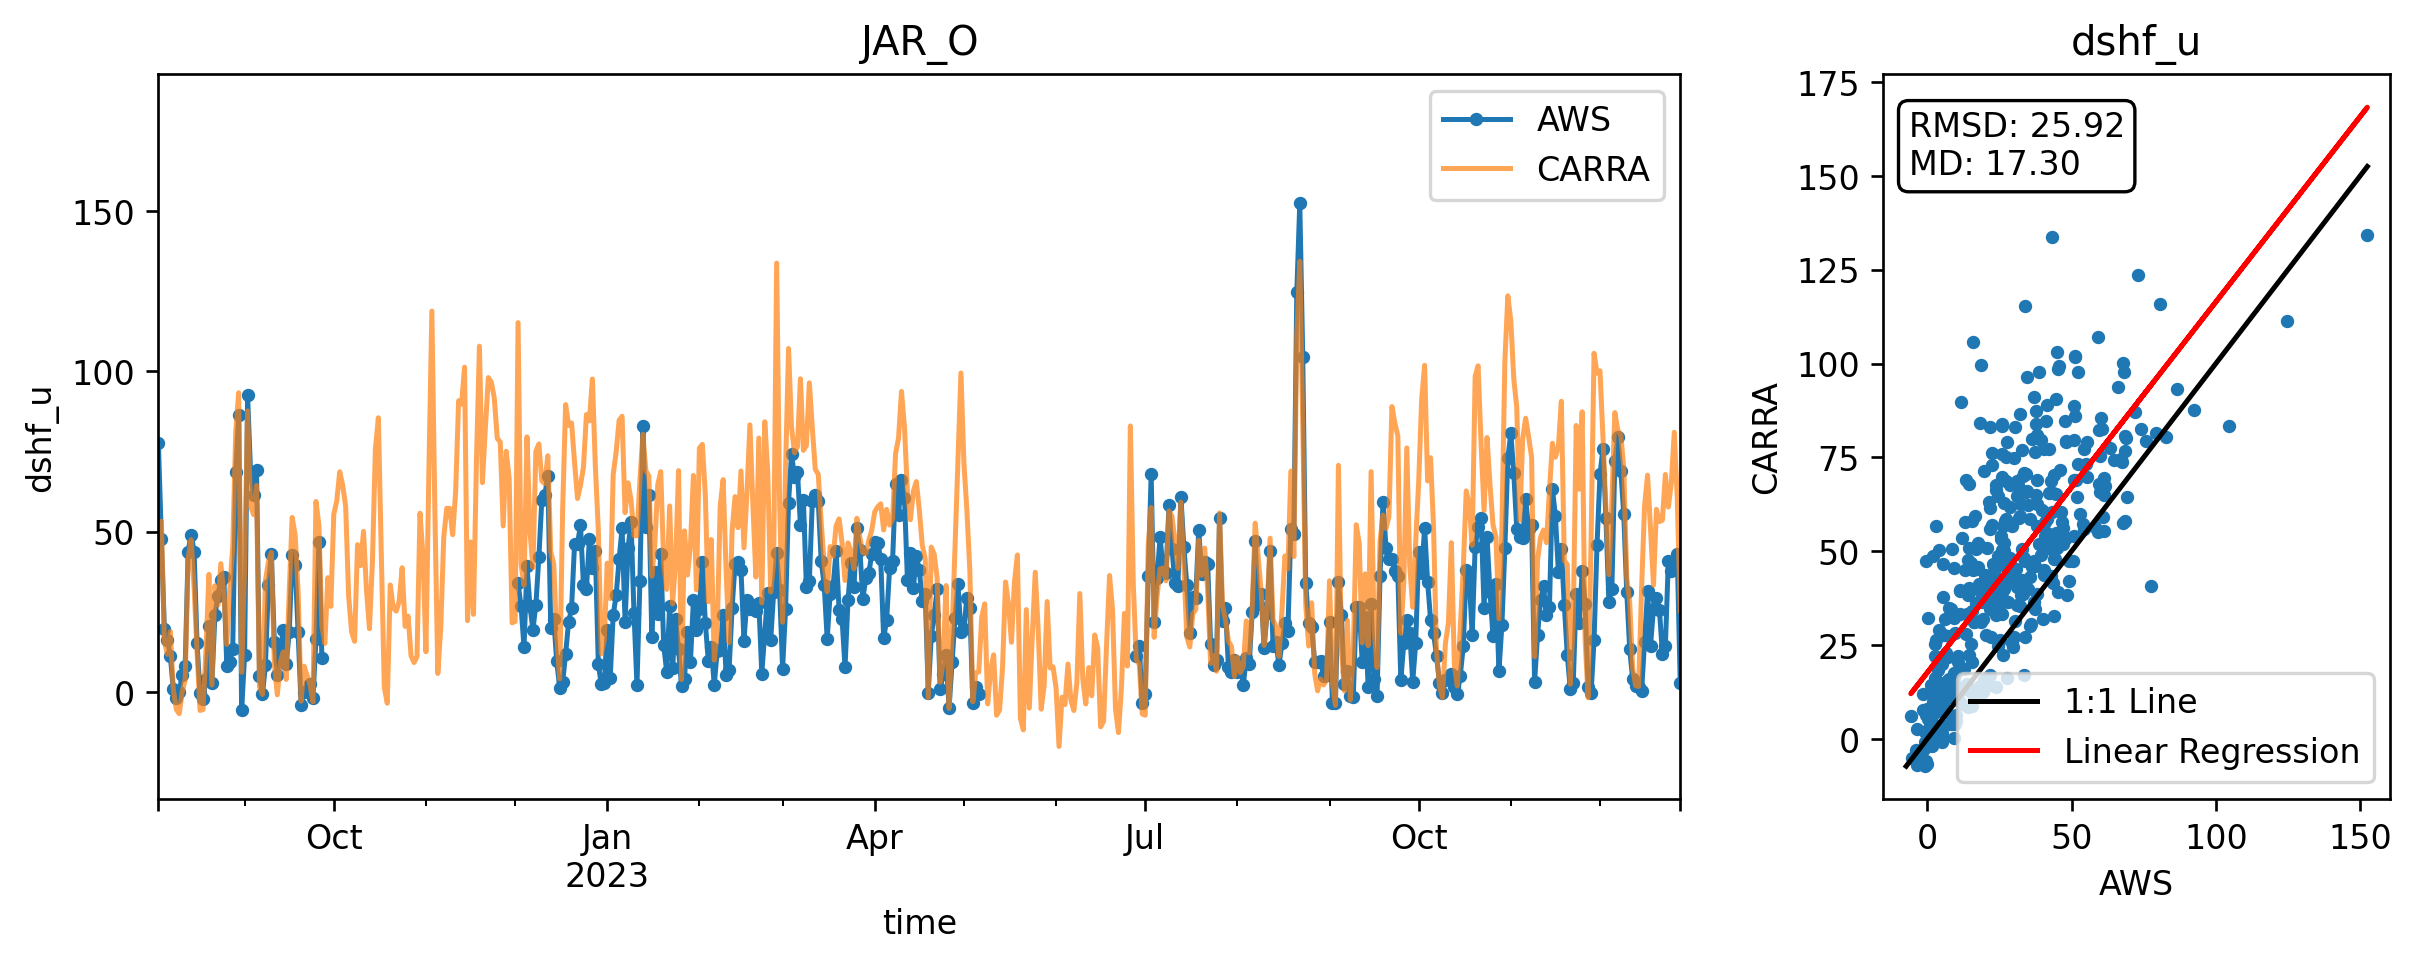 JAR_O
dshf_u
150
100
50
0
AWS
CARRA
Oct
Jan
2023
Apr
Jul
Oct
time
dshf_u
CARRA
175
150
125
100
75
50
25
0
RMSD: 25.92
MD: 17.30
1:1 Line
Linear Regression
0
50
100
150
AWS